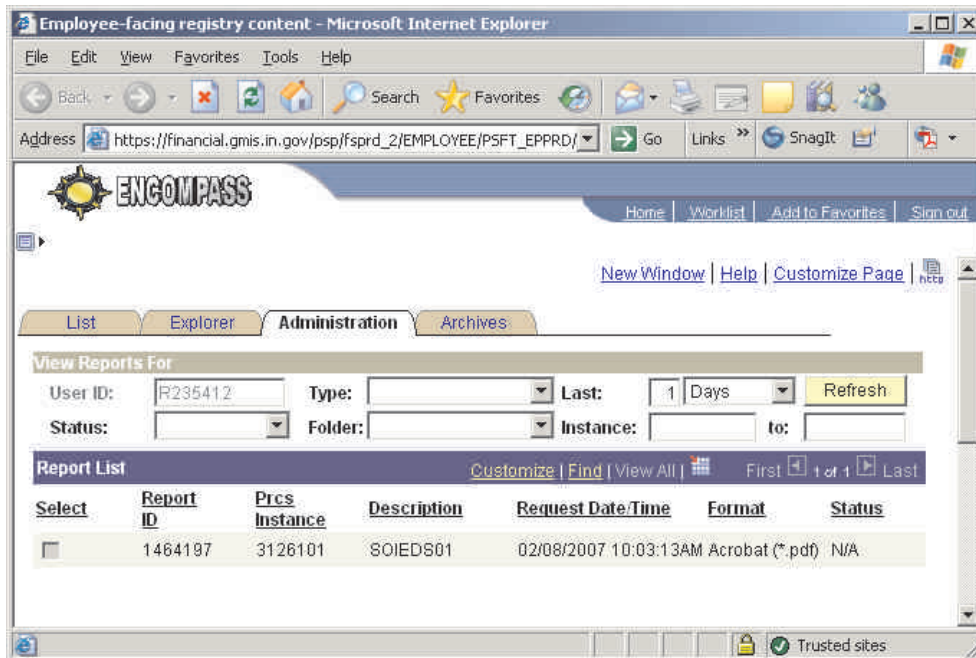 Employee-facing registry content - Microsoft Internet Explorer
File Edit View Favorites Tools Help
Back Search Favorites
Address https://financial.gmis.in.gov/psp/fsprd_2/EMPLOYEE/PSFT_EPPRD/ Go Links » SnagIt
ENCOMPASS
Home Worklist Add to Favorites Sign out
New Window | Help | Customize Page | http
List Explorer Administration Archives
View Reports For
User ID: R235412 Type: Last: 1 Days Refresh
Status: Folder: Instance: to:
Report List Customize | Find | View All | First 1 of 1 Last
Select Report ID Prcs Instance Description Request Date/Time Format Status
1464197 3126101 SOIEDS01 02/08/2007 10:03:13AM Acrobat (*.pdf) N/A
Trusted sites